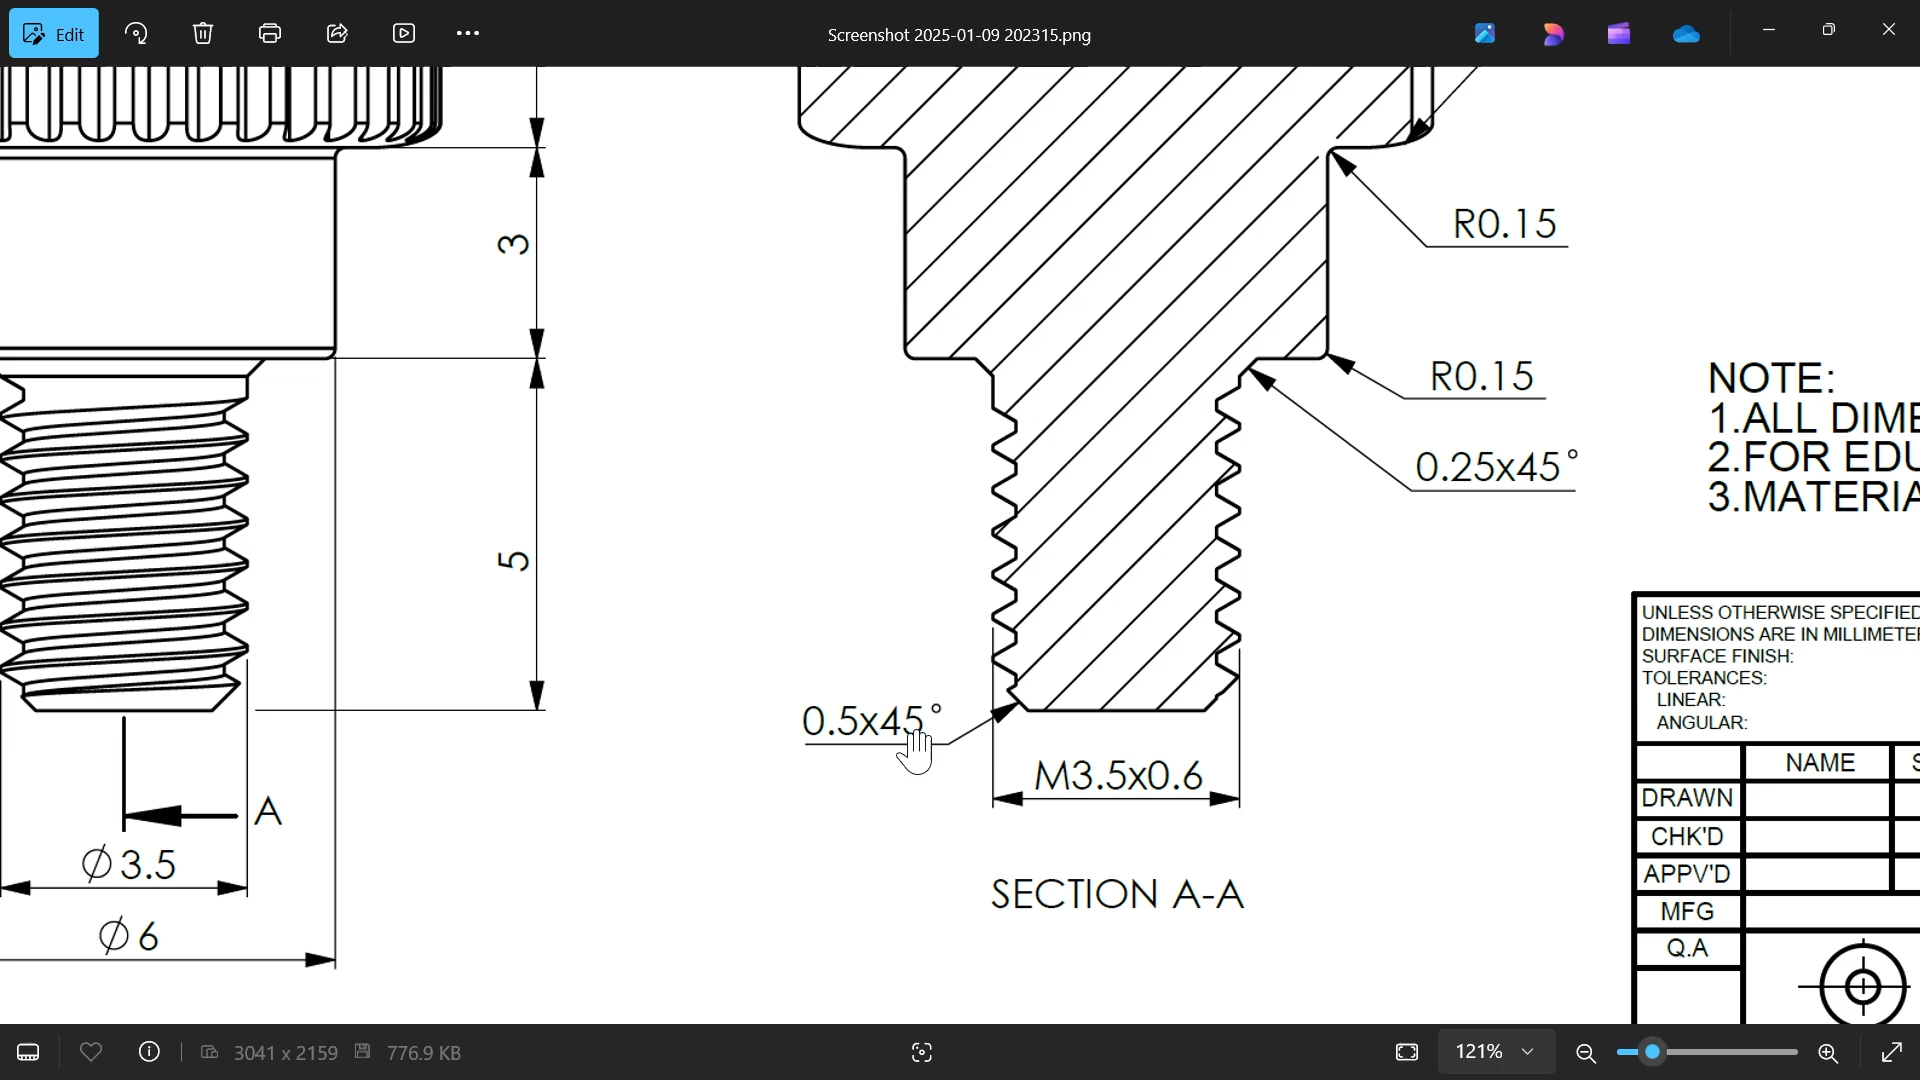 Edit
Screenshot 2025-01-09 202315.png
3
R0.15
R0.15
0.25x45°
5
0.5x45°
M3.5x0.6
A
⌀3.5
⌀6
SECTION A-A
NOTE:
1.ALL DIME
2.FOR EDU
3.MATERIA
UNLESS OTHERWISE SPECIFIED
DIMENSIONS ARE IN MILLIMETER
SURFACE FINISH:
TOLERANCES:
LINEAR:
ANGULAR:
NAME
DRAWN
CHK'D
APPV'D
MFG
Q.A
3041 x 2159
776.9 KB
121%